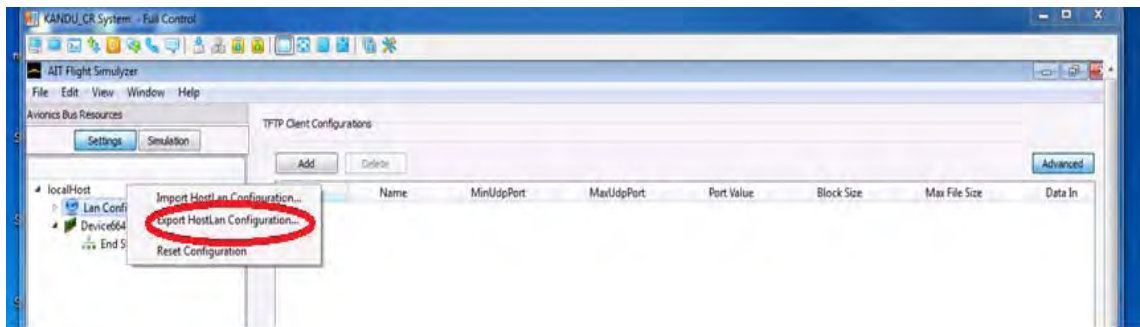 KANDU_CR System - Full Control
AIT Flight Simulyzer
File Edit View Window Help
Avionics Bus Resources
Settings Simulation
TFTP Client Configurations
Add Delete
Advanced
Name MinUdpPort MaxUdpPort Port Value Block Size Max File Size Data In
localHost
Lan Confi
Device664
End S
Import HostLan Configuration...
Export HostLan Configuration...
Reset Configuration